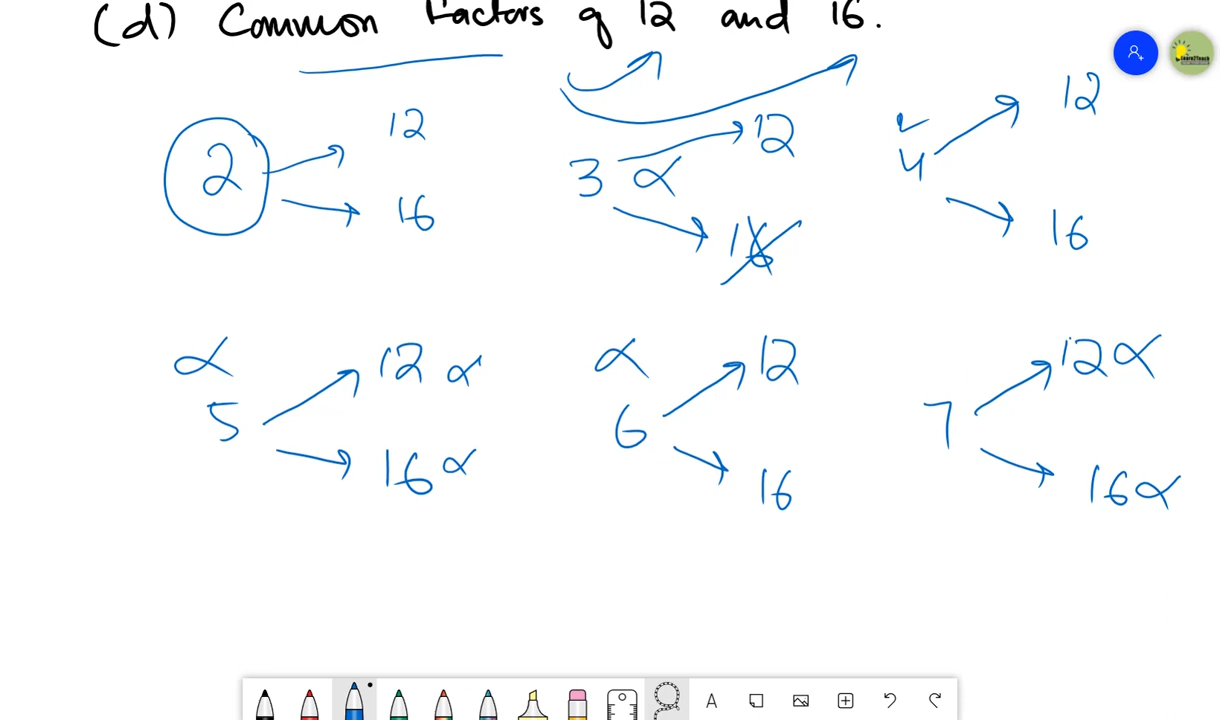 (d) Common Factors of 12 and 16.
2 12 16
3 12 16
4 12 16
5 12 16
6 12 16
7 12 16
A
Learn2Teach